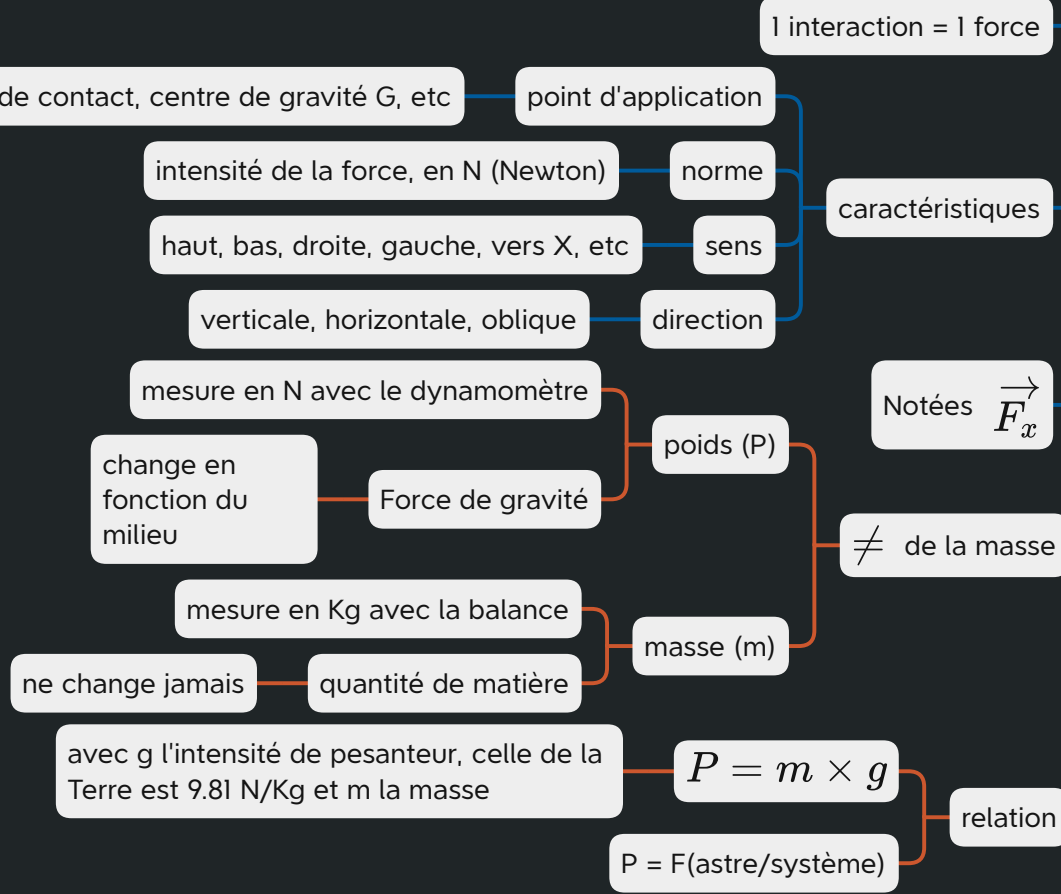 1 interaction = 1 force
de contact, centre de gravité G, etc
point d'application
intensité de la force, en N (Newton)
norme
caractéristiques
haut, bas, droite, gauche, vers X, etc
sens
verticale, horizontale, oblique
direction
mesure en N avec le dynamomètre
Notées $\overrightarrow{F_x}$
poids (P)
change en
fonction du
milieu
Force de gravité
≠ de la masse
mesure en Kg avec la balance
masse (m)
ne change jamais
quantité de matière
avec g l'intensité de pesanteur, celle de la
Terre est 9.81 N/Kg et m la masse
P = m × g
relation
P = F(astre/système)